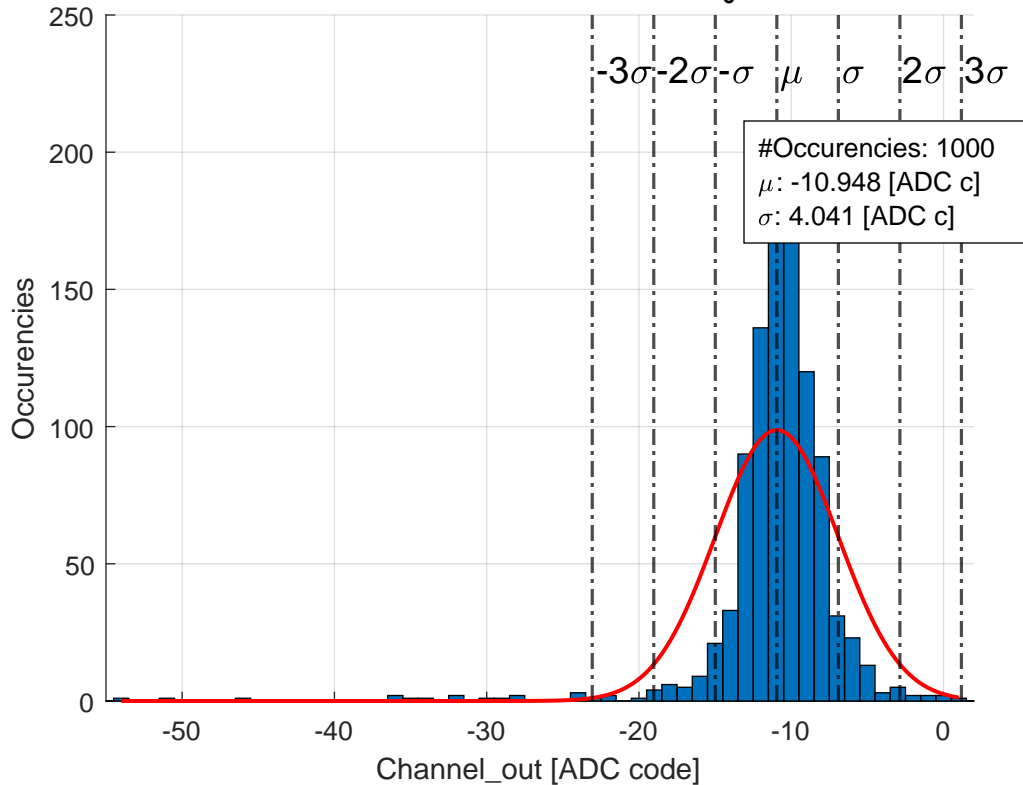 250
-3σ -2σ -σ μ σ 2σ 3σ
200
#Occurencies: 1000
μ: -10.948 [ADC c]
σ: 4.041 [ADC c]
150
Occurencies
100
50
0
-50 -40 -30 -20 -10 0
Channel_out [ADC code]